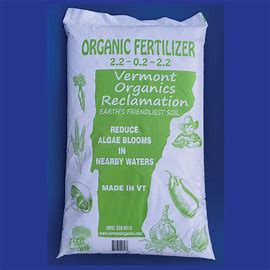 ORGANIC FERTILIZER
2.2 - 0.2 - 2.2
Vermont
Organics
Reclamation
EARTH'S FRIENDLIEST SOIL
REDUCE
ALGAE BLOOMS
IN
NEARBY WATERS
MADE IN VT